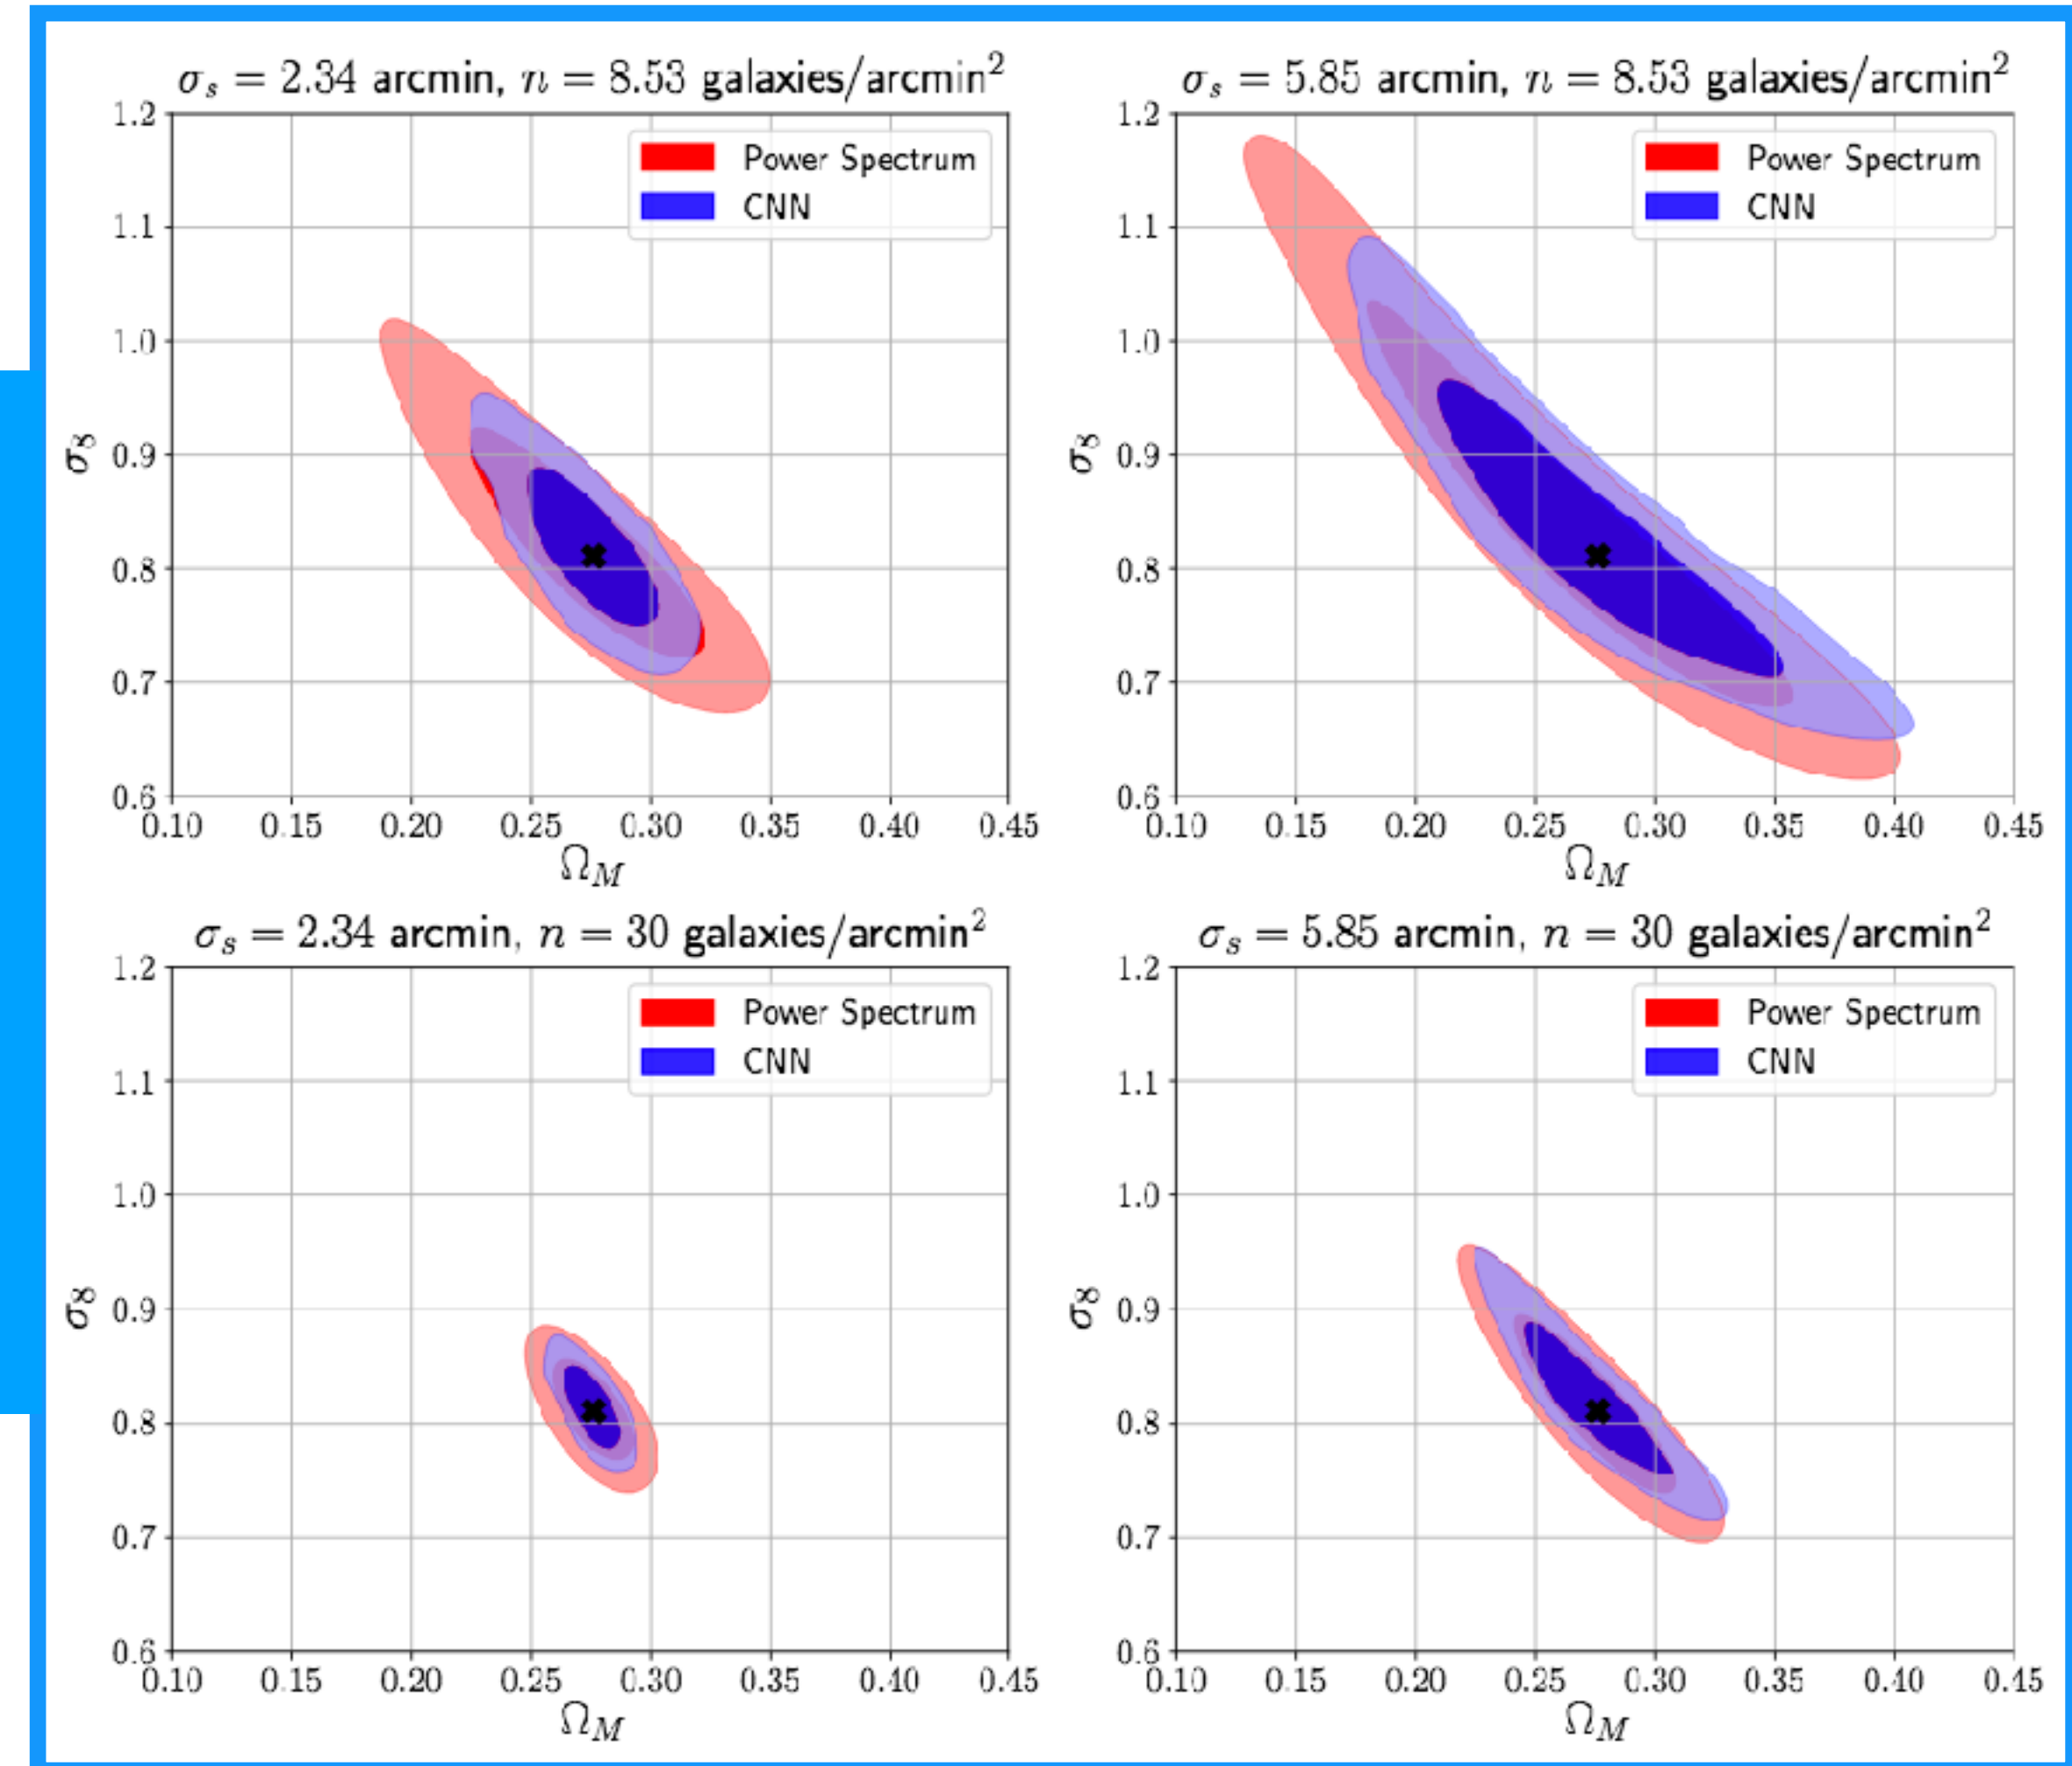 σₛ = 2.34 arcmin, n = 8.53 galaxies/arcmin²
1.2
1.1
1.0
0.9
0.8
0.7
0.6
σ₈
Power Spectrum
CNN
0.10 0.15 0.20 0.25 0.30 0.35 0.40 0.45
Ω_M
σₛ = 5.85 arcmin, n = 8.53 galaxies/arcmin²
1.2
1.1
1.0
0.9
0.8
0.7
0.6
σ₈
Power Spectrum
CNN
0.10 0.15 0.20 0.25 0.30 0.35 0.40 0.45
Ω_M
σₛ = 2.34 arcmin, n = 30 galaxies/arcmin²
1.2
1.1
1.0
0.9
0.8
0.7
0.6
σ₈
Power Spectrum
CNN
0.10 0.15 0.20 0.25 0.30 0.35 0.40 0.45
Ω_M
σₛ = 5.85 arcmin, n = 30 galaxies/arcmin²
1.2
1.1
1.0
0.9
0.8
0.7
0.6
σ₈
Power Spectrum
CNN
0.10 0.15 0.20 0.25 0.30 0.35 0.40 0.45
Ω_M